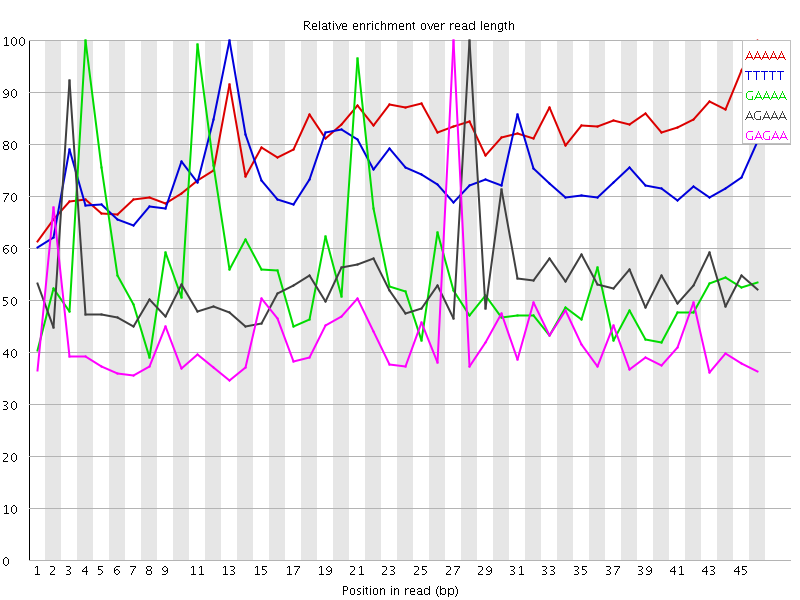 Relative enrichment over read length
100
90
80
70
60
50
40
30
20
10
0
AAAAA
TTTTT
GAAAA
AGAAA
GAGAA
1 2 3 4 5 6 7 8 9 11 13 15 17 19 21 23 25 27 29 31 33 35 37 39 41 43 45
Position in read (bp)